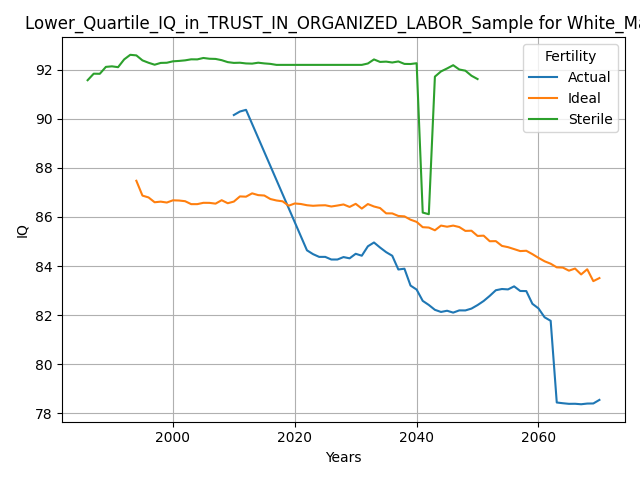 Lower_Quartile_IQ_in_TRUST_IN_ORGANIZED_LABOR_Sample for White_Ma
Fertility
Actual
Ideal
Sterile
92
90
88
86
84
82
80
78
IQ
2000
2020
2040
2060
Years